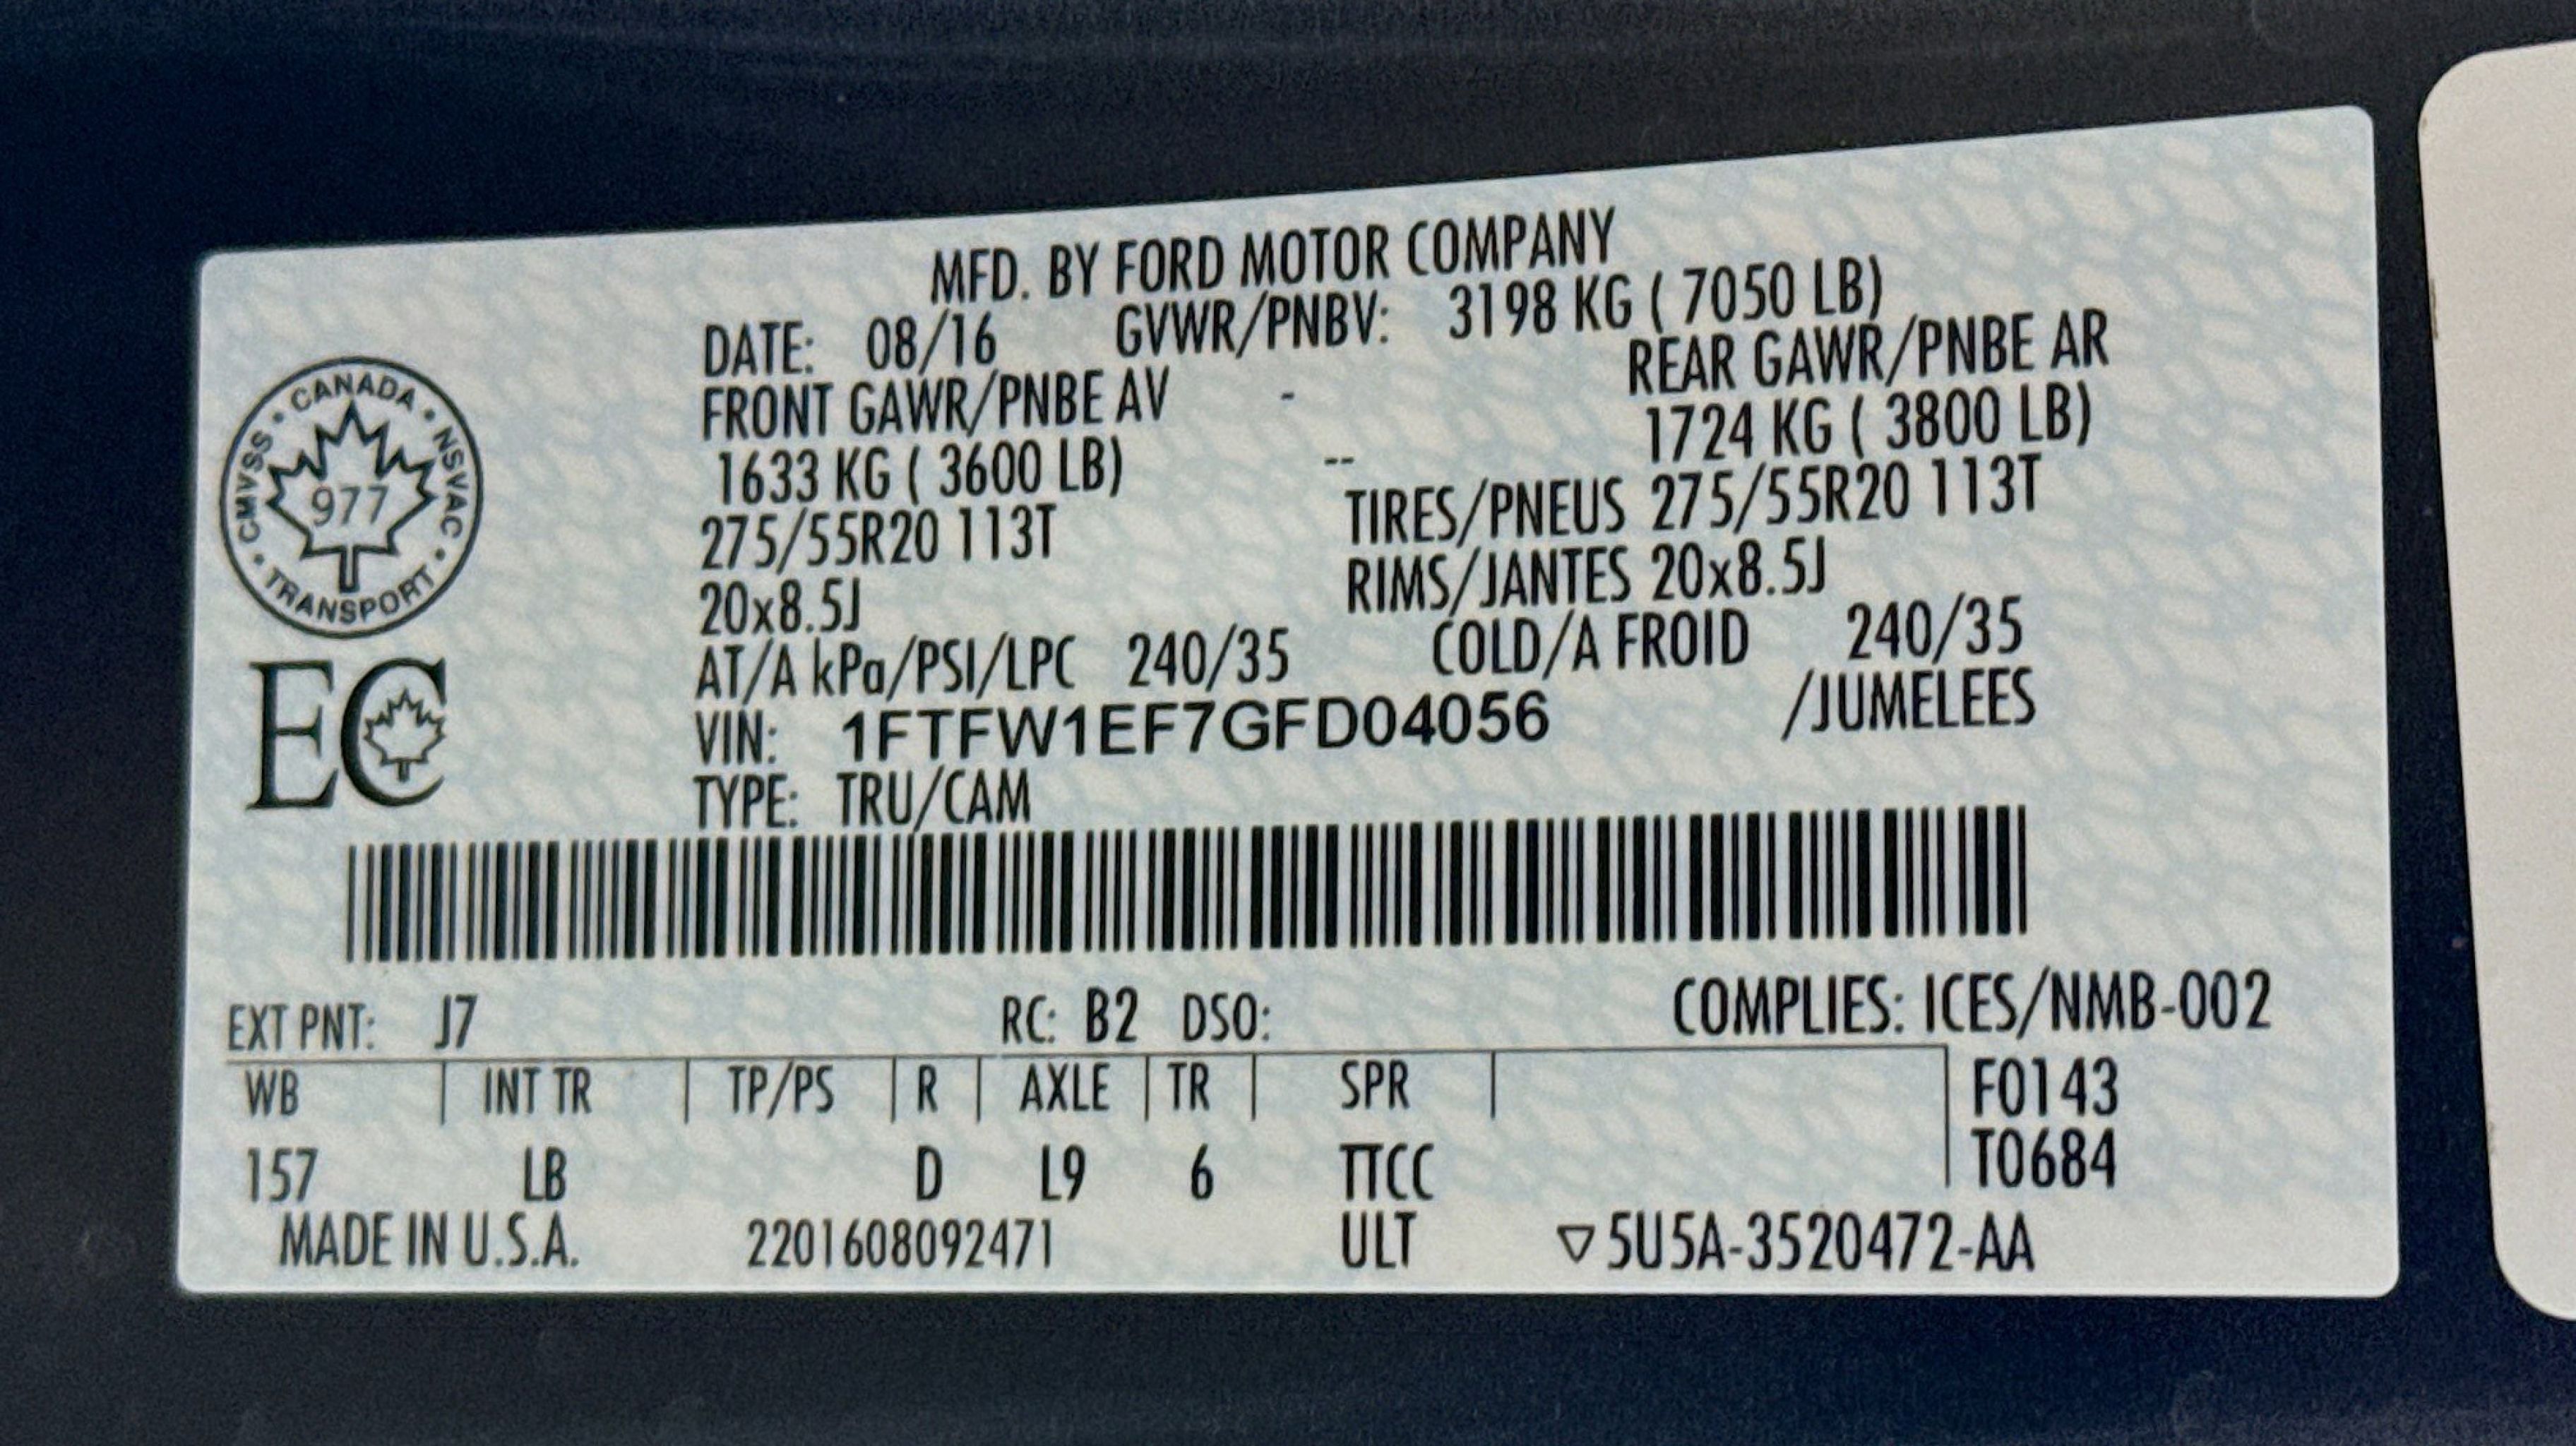 MFD. BY FORD MOTOR COMPANY
DATE: 08/16 GVWR/PNBV: 3198 KG ( 7050 LB)
FRONT GAWR/PNBE AV - REAR GAWR/PNBE AR
1633 KG ( 3600 LB) -- 1724 KG ( 3800 LB)
275/55R20 113T TIRES/PNEUS 275/55R20 113T
20x8.5J RIMS/JANTES 20x8.5J
AT/A kPa/PSI/LPC 240/35 COLD/A FROID 240/35
VIN: 1FTFW1EF7GFD04056 /JUMELEES
TYPE: TRU/CAM
CANADA • NSVAC • TRANSPORT • CMVSS •
977
EC
EXT PNT: J7 RC: B2 DSO: COMPLIES: ICES/NMB-002
WB | INT TR | TP/PS | R | AXLE | TR | SPR | F0143
157 LB D L9 6 TTCC T0684
MADE IN U.S.A. 2201608092471 ULT ▽5U5A-3520472-AA